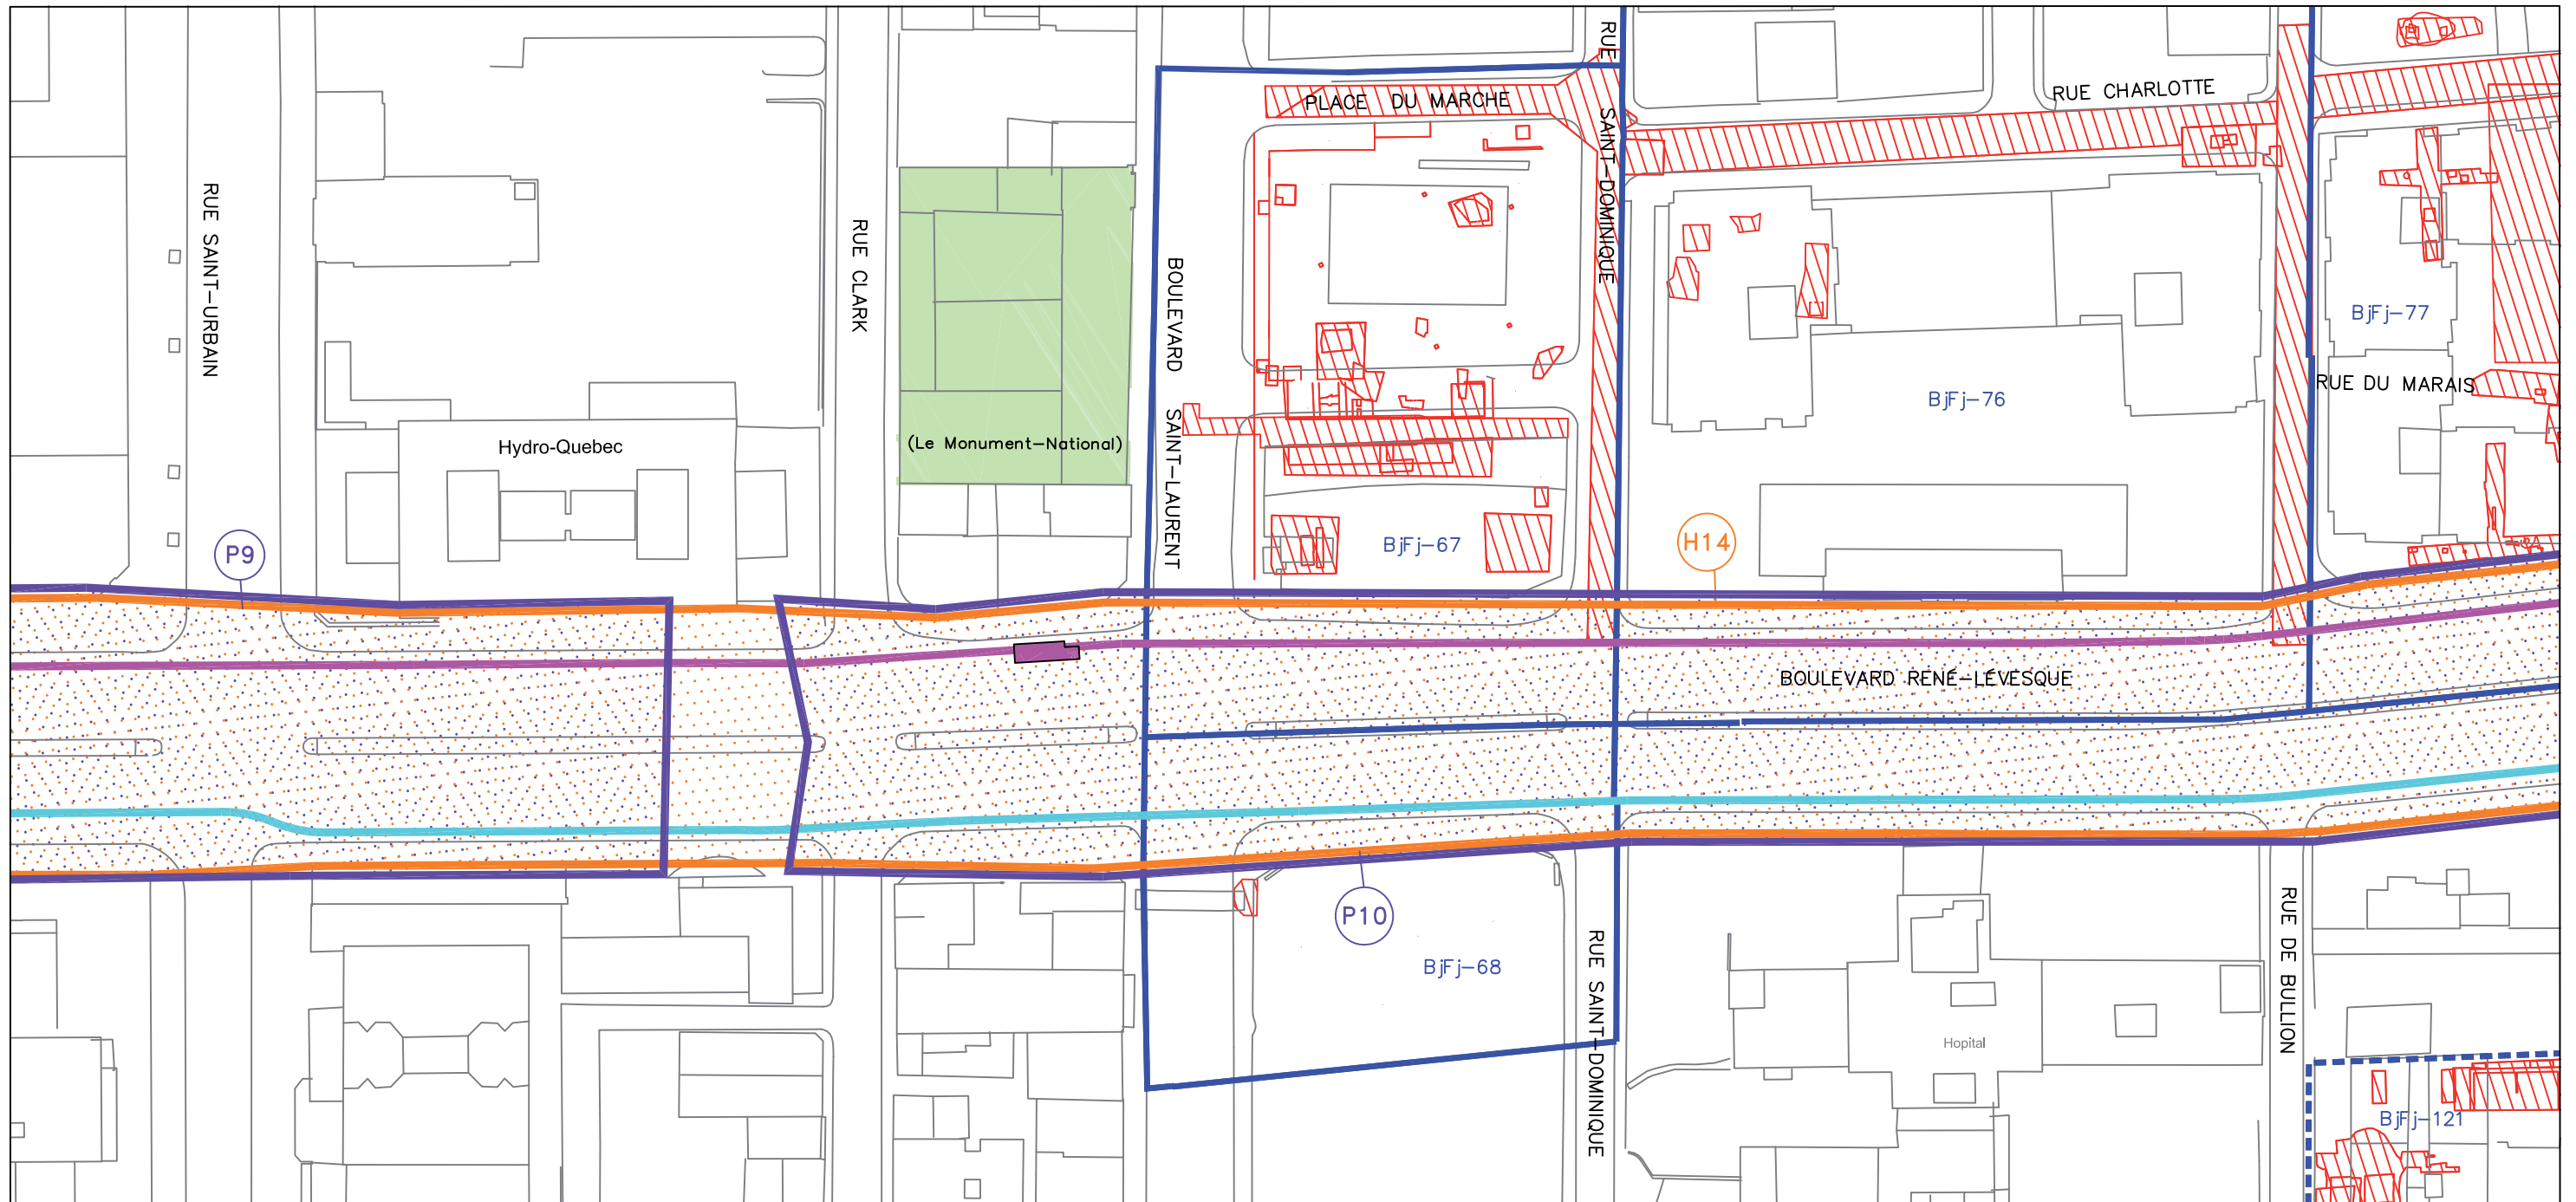 RUE
PLACE DU MARCHE
RUE CHARLOTTE
SAINT-DOMINIQUE
RUE SAINT-URBAIN
RUE CLARK
BOULEVARD SAINT-LAURENT
BjFj-77
RUE DU MARAIS
BjFj-76
Hydro-Quebec
(Le Monument-National)
P9
BjFj-67
H14
BOULEVARD RENÉ-LÉVESQUE
P10
BjFj-68
RUE SAINT-DOMINIQUE
RUE DE BULLION
Hopital
BjFj-121